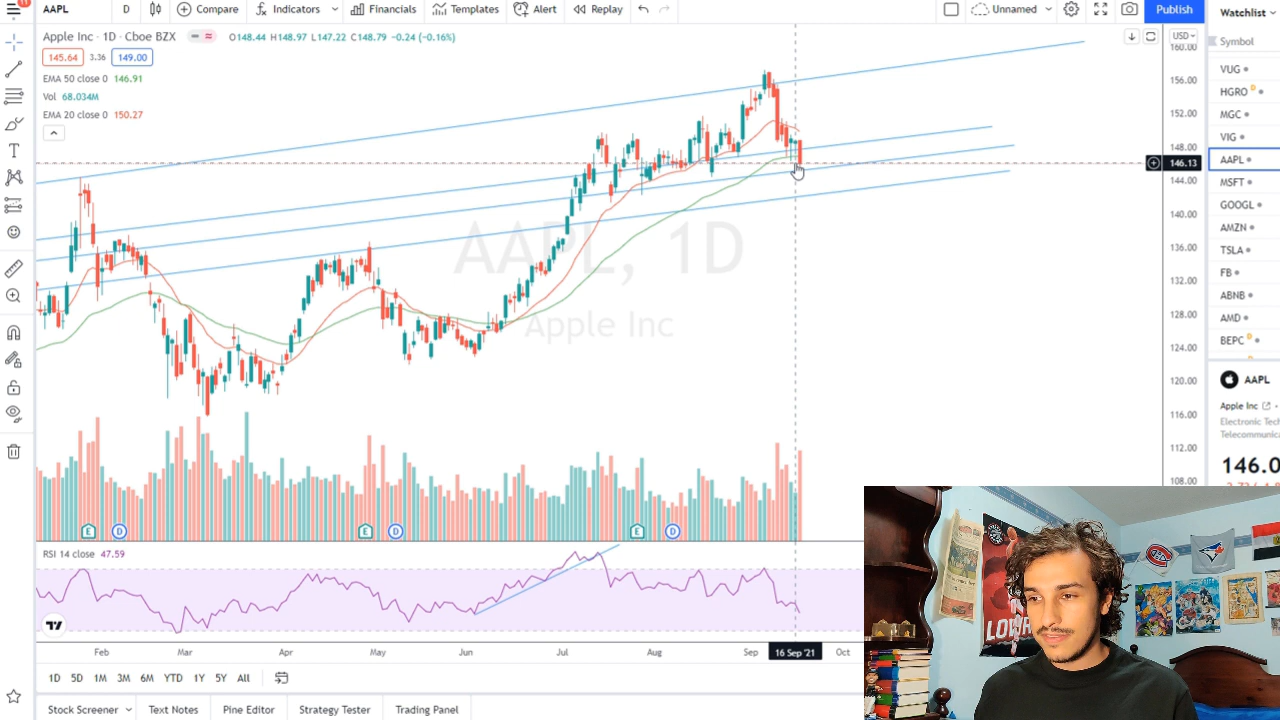 11
AAPL D Compare Indicators Financials Templates Alert Replay Unnamed Publish Watchlist
Apple Inc · 1D · Cboe BZX O148.44 H148.97 L147.22 C148.79 -0.24 (-0.16%) USD Symbol
145.64 3.36 149.00
EMA 50 close 0 146.91
Vol 68.034M
EMA 20 close 0 150.27
160.00
156.00
152.00
148.00
146.13
144.00
140.00
136.00
132.00
128.00
124.00
120.00
116.00
112.00
108.00
AAPL, 1D
Apple Inc
VUG
HGRO D
MGC
VIG
AAPL
MSFT
GOOGL
AMZN
TSLA
FB
ABNB
AMD
BEPC D
AAPL
Apple Inc
Electronic Tech
Telecommunica
146.0
E D E D E D
RSI 14 close 47.59
Feb Mar Apr May Jun Jul Aug Sep 16 Sep '21 Oct
1D 5D 1M 3M 6M YTD 1Y 5Y All
Stock Screener Text Notes Pine Editor Strategy Tester Trading Panel